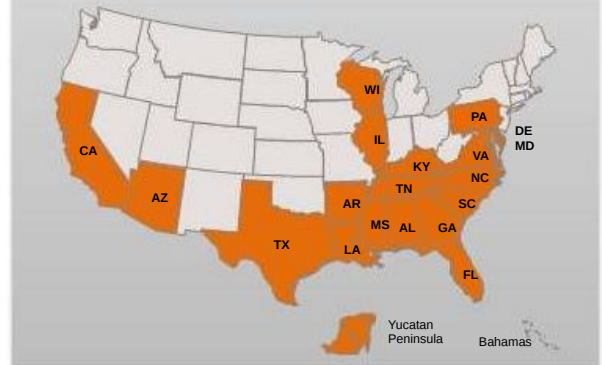 WI
PA
DE
MD
CA
IL
VA
KY
NC
AZ
TN
AR
SC
MS
AL
GA
TX
LA
FL
Yucatan
Peninsula
Bahamas